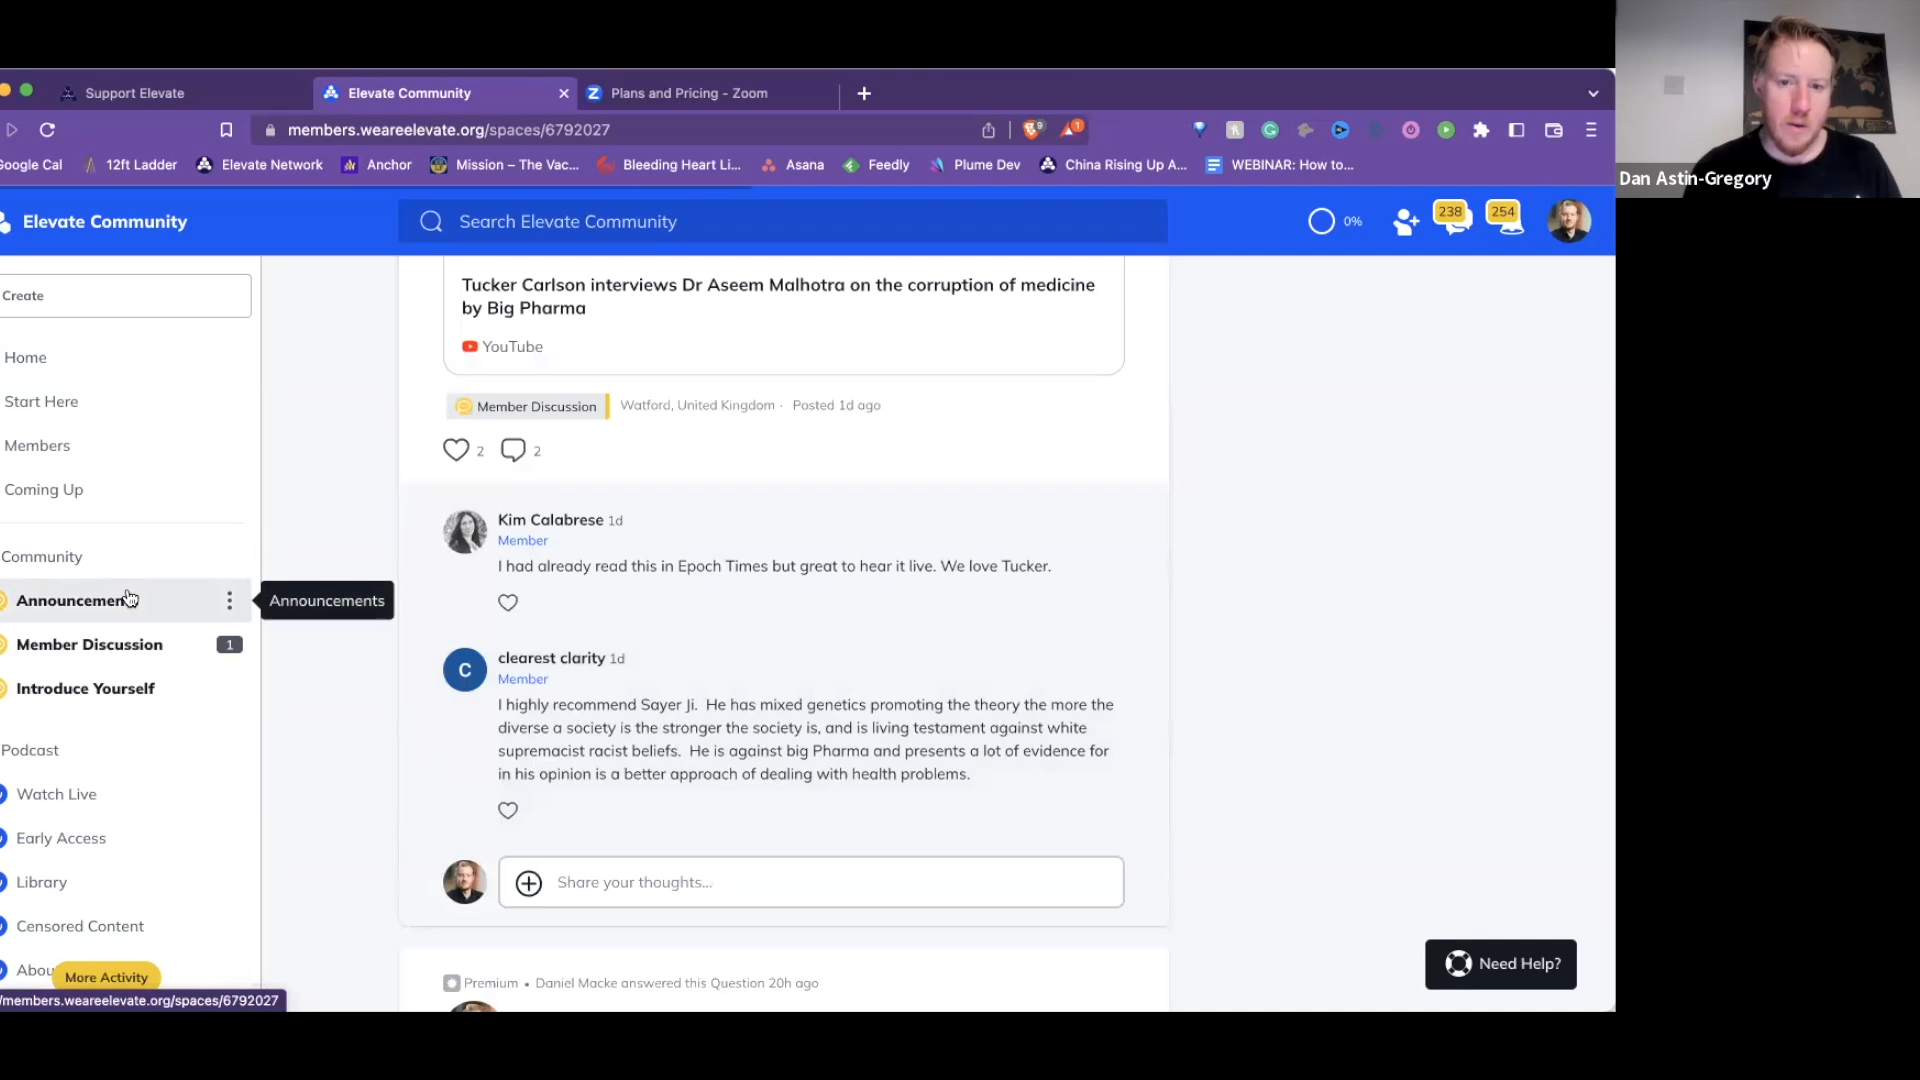 Support Elevate
Elevate Community
Plans and Pricing - Zoom
members.weareelevate.org/spaces/6792027
9
1
Google Cal
12ft Ladder
Elevate Network
Anchor
Mission – The Vac...
Bleeding Heart Li...
Asana
Feedly
Plume Dev
China Rising Up A...
WEBINAR: How to...
Dan Astin-Gregory
Elevate Community
Search Elevate Community
0%
238
254
Create
Home
Start Here
Members
Coming Up
Community
Announcemen
Announcements
Member Discussion
1
Introduce Yourself
Podcast
Watch Live
Early Access
Library
Censored Content
Abou
More Activity
/members.weareelevate.org/spaces/6792027
Tucker Carlson interviews Dr Aseem Malhotra on the corruption of medicine
by Big Pharma
YouTube
Member Discussion
Watford, United Kingdom · Posted 1d ago
2
2
Kim Calabrese 1d
Member
I had already read this in Epoch Times but great to hear it live. We love Tucker.
C
clearest clarity 1d
Member
I highly recommend Sayer Ji. He has mixed genetics promoting the theory the more the
diverse a society is the stronger the society is, and is living testament against white
supremacist racist beliefs. He is against big Pharma and presents a lot of evidence for
in his opinion is a better approach of dealing with health problems.
Share your thoughts...
Premium • Daniel Macke answered this Question 20h ago
Need Help?